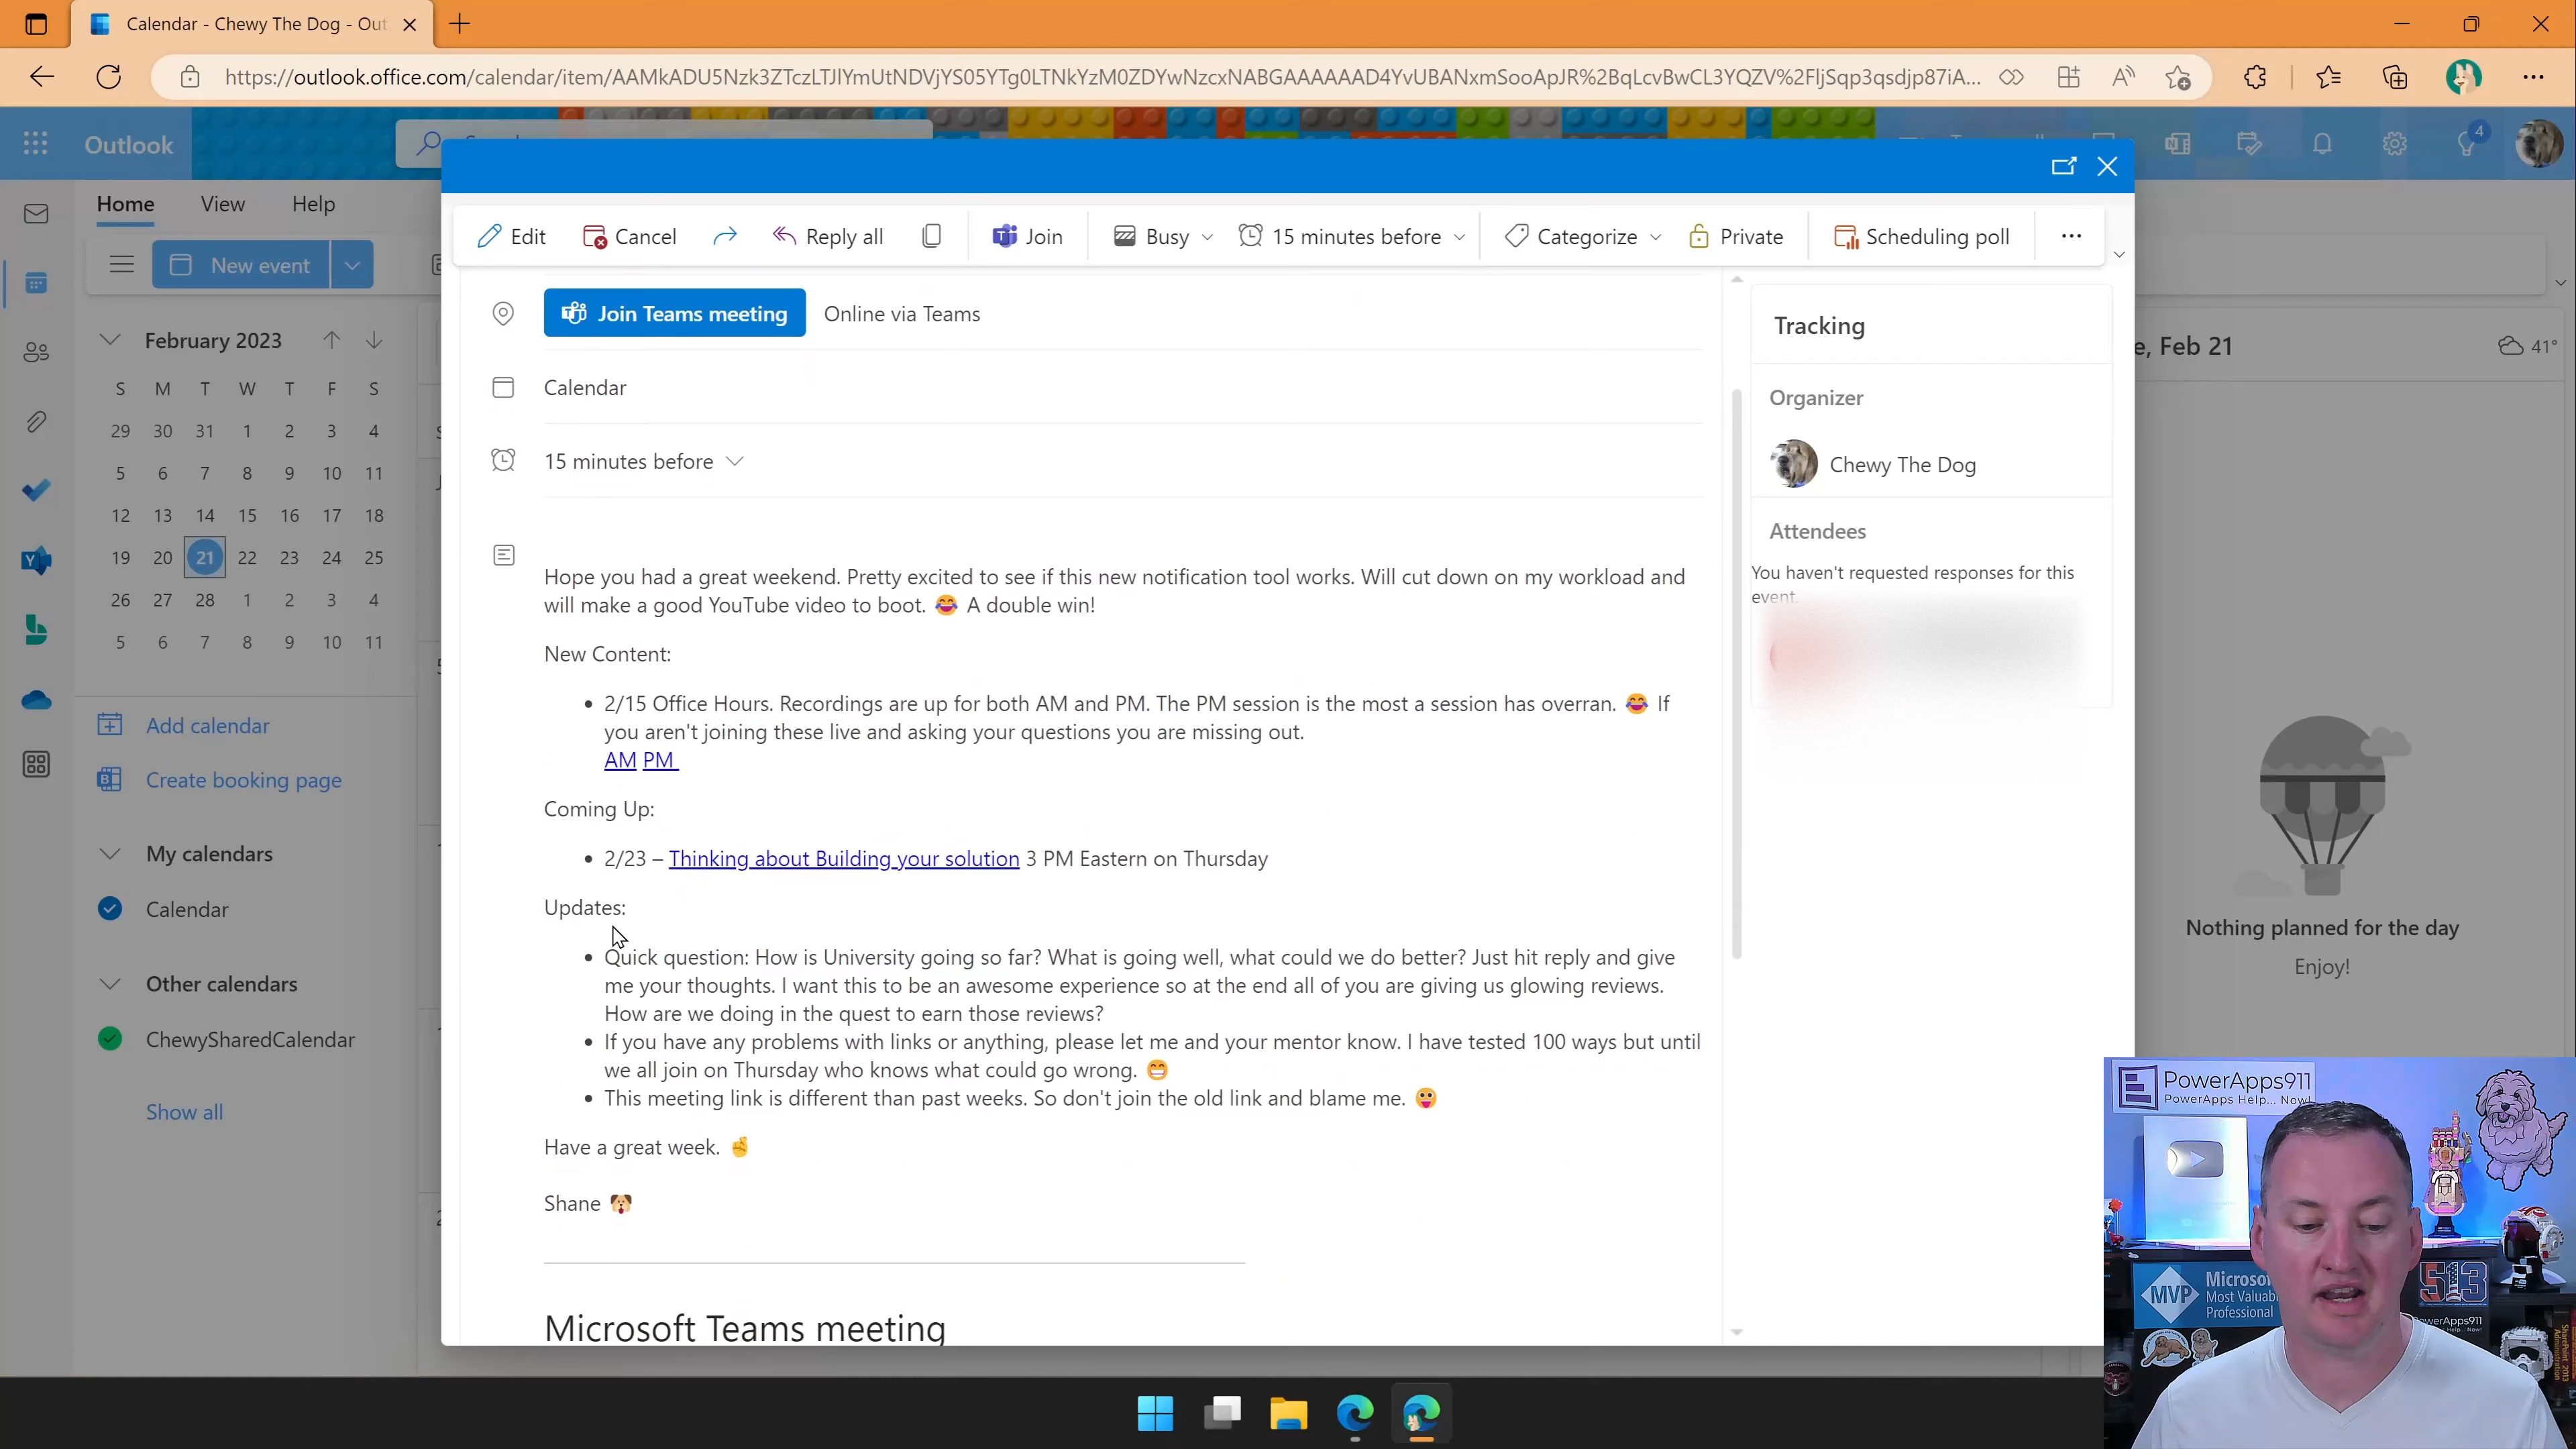 Calendar - Chewy The Dog - Out
https://outlook.office.com/calendar/item/AAMkADU5Nzk3ZTczLTJlYmUtNDVjYS05YTg0LTNkYzM0ZDYwNzcxNABGAAAAAAD4YvUBANxmSooApJR%2BqLcvBwCL3YQZV%2FljSqp3qsdjp87iA...
Outlook
4
Home View Help
Edit Cancel Reply all Join Busy 15 minutes before Categorize Private Scheduling poll
New event
Join Teams meeting Online via Teams
Tracking
e, Feb 21
41°
February 2023
S M T W T F S
29 30 31 1 2 3 4
5 6 7 8 9 10 11
12 13 14 15 16 17 18
19 20 21 22 23 24 25
26 27 28 1 2 3 4
5 6 7 8 9 10 11
Calendar
15 minutes before
Organizer
Chewy The Dog
Attendees
You haven't requested responses for this
event.
Hope you had a great weekend. Pretty excited to see if this new notification tool works. Will cut down on my workload and
will make a good YouTube video to boot. 😂 A double win!
New Content:
• 2/15 Office Hours. Recordings are up for both AM and PM. The PM session is the most a session has overran. 😂 If
you aren't joining these live and asking your questions you are missing out.
AM PM
Coming Up:
• 2/23 – Thinking about Building your solution 3 PM Eastern on Thursday
Updates:
• Quick question: How is University going so far? What is going well, what could we do better? Just hit reply and give
me your thoughts. I want this to be an awesome experience so at the end all of you are giving us glowing reviews.
How are we doing in the quest to earn those reviews?
• If you have any problems with links or anything, please let me and your mentor know. I have tested 100 ways but until
we all join on Thursday who knows what could go wrong. 😁
• This meeting link is different than past weeks. So don't join the old link and blame me. 😛
Have a great week. 🤞
Shane 🐶
Microsoft Teams meeting
Add calendar
Create booking page
My calendars
Calendar
Other calendars
ChewySharedCalendar
Show all
Nothing planned for the day
Enjoy!
PowerApps911
PowerApps Help... Now!
MVP
Microsof
Most Valuab
Professional
513